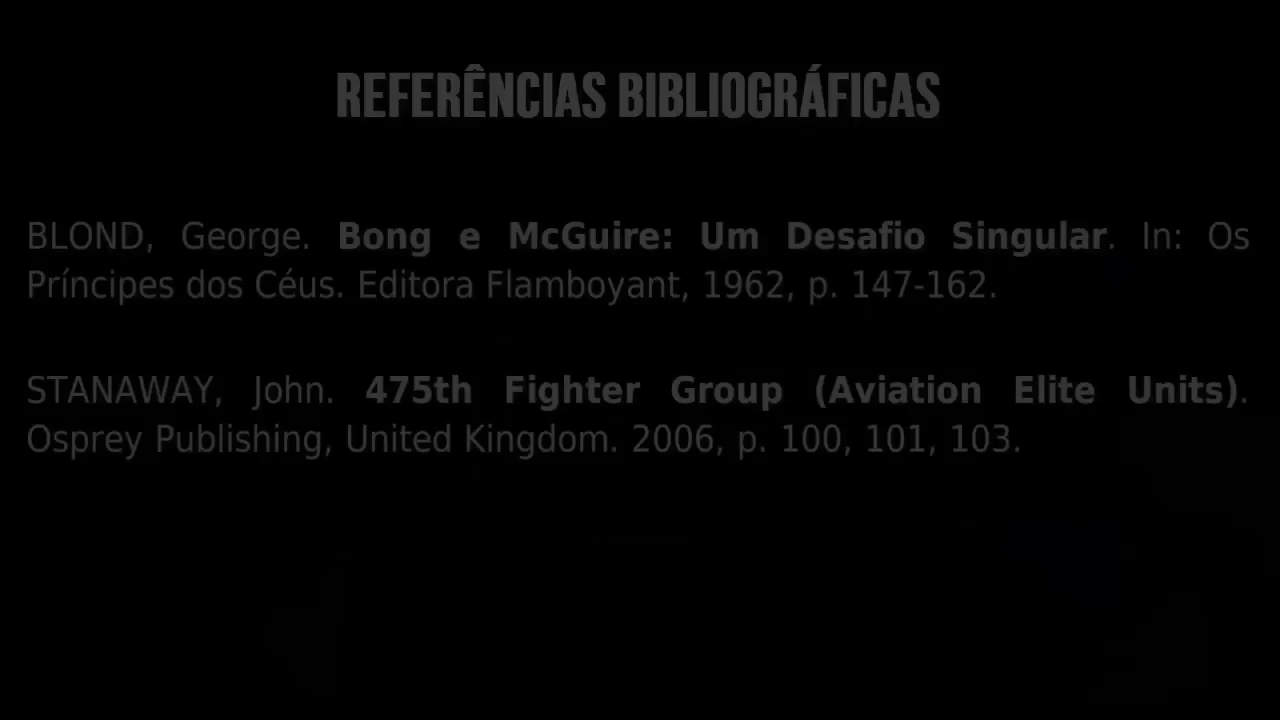 REFERÊNCIAS BIBLIOGRÁFICAS
BLOND, George. Bong e McGuire: Um Desafio Singular. In: Os
Príncipes dos Céus. Editora Flamboyant, 1962, p. 147-162.
STANAWAY, John. 475th Fighter Group (Aviation Elite Units).
Osprey Publishing, United Kingdom. 2006, p. 100, 101, 103.